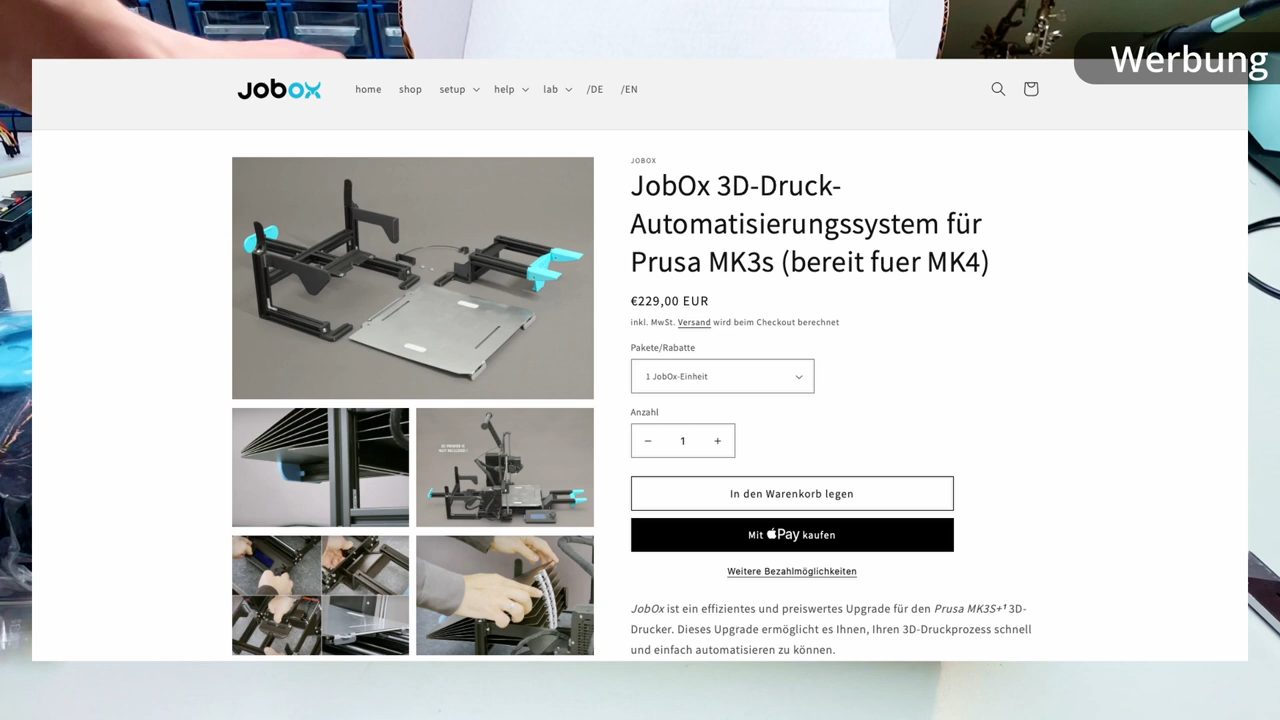 Werbung
JobOx
home shop setup help lab /DE /EN
JOBOX
JobOx 3D-Druck-
Automatisierungssystem für
Prusa MK3s (bereit fuer MK4)
€229,00 EUR
inkl. MwSt. Versand wird beim Checkout berechnet
Pakete/Rabatte
1 JobOx-Einheit
Anzahl
− 1 +
In den Warenkorb legen
Mit Pay kaufen
Weitere Bezahlmöglichkeiten
JobOx ist ein effizientes und preiswertes Upgrade für den Prusa MK3S+¹ 3D-
Drucker. Dieses Upgrade ermöglicht es Ihnen, Ihren 3D-Druckprozess schnell
und einfach automatisieren zu können.